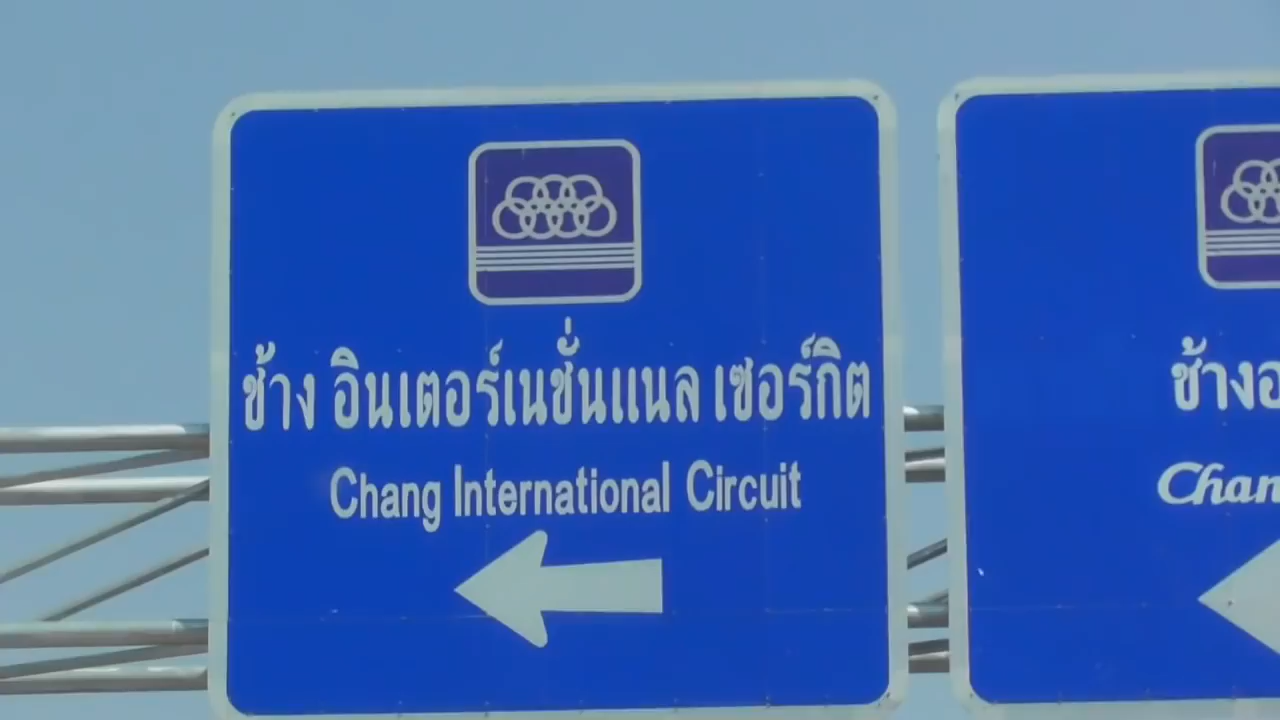 ช้าง อินเตอร์เนชั่นแนล เซอร์กิต
Chang International Circuit